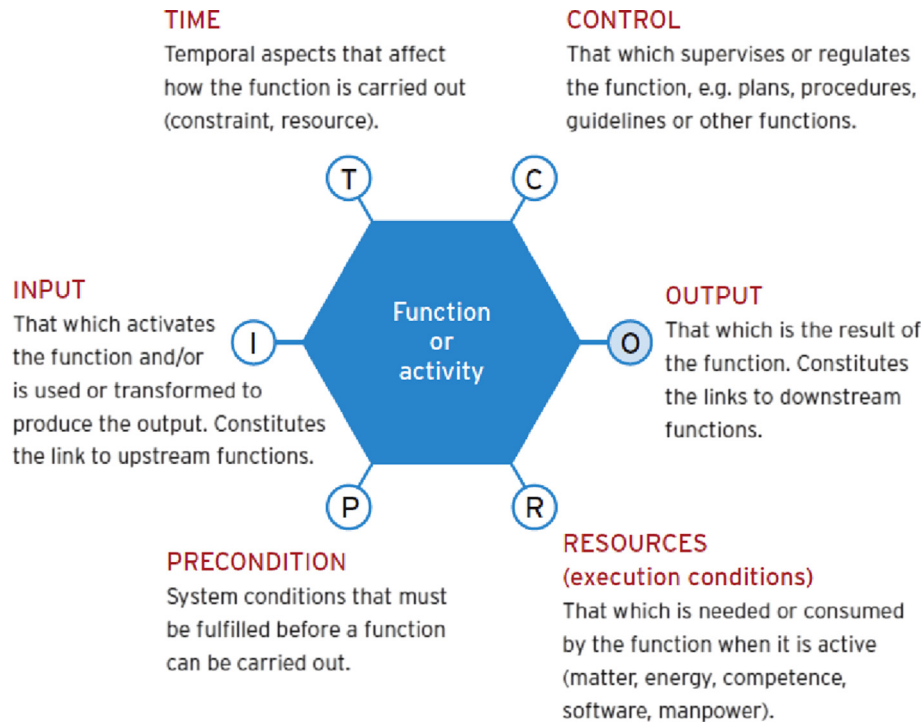 TIME
Temporal aspects that affect
how the function is carried out
(constraint, resource).
CONTROL
That which supervises or regulates
the function, e.g. plans, procedures,
guidelines or other functions.
T
C
INPUT
That which activates
the function and/or
is used or transformed to
produce the output. Constitutes
the link to upstream functions.
I
Function
or
activity
O
OUTPUT
That which is the result of
the function. Constitutes
the links to downstream
functions.
P
R
PRECONDITION
System conditions that must
be fulfilled before a function
can be carried out.
RESOURCES
(execution conditions)
That which is needed or consumed
by the function when it is active
(matter, energy, competence,
software, manpower).